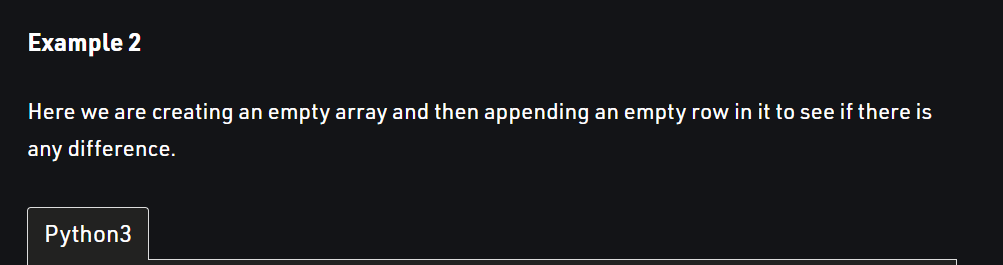 Example 2
Here we are creating an empty array and then appending an empty row in it to see if there is
any difference.
Python3